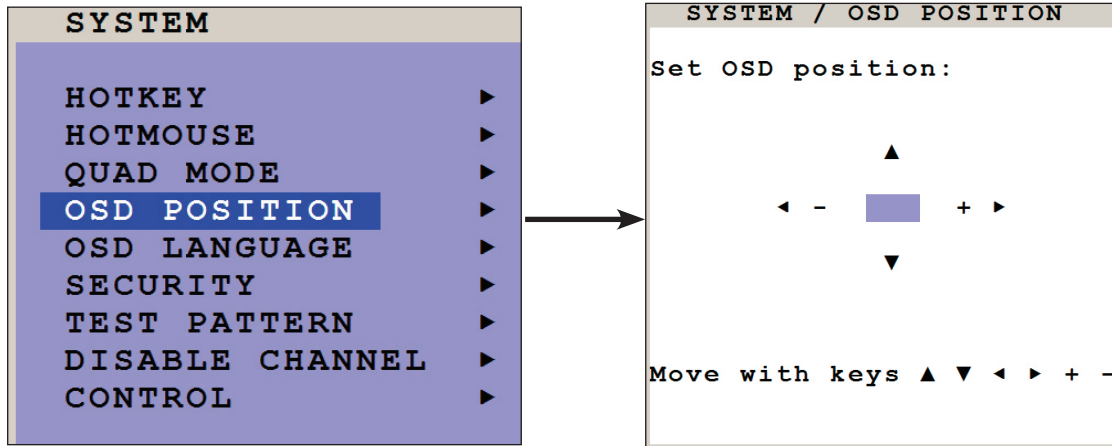 SYSTEM
HOTKEY ►
HOTMOUSE ►
QUAD MODE ►
OSD POSITION ►
OSD LANGUAGE ►
SECURITY ►
TEST PATTERN ►
DISABLE CHANNEL ►
CONTROL ►
SYSTEM / OSD POSITION
Set OSD position:
▲
◄ - + ►
▼
Move with keys ▲ ▼ ◄ ► + -